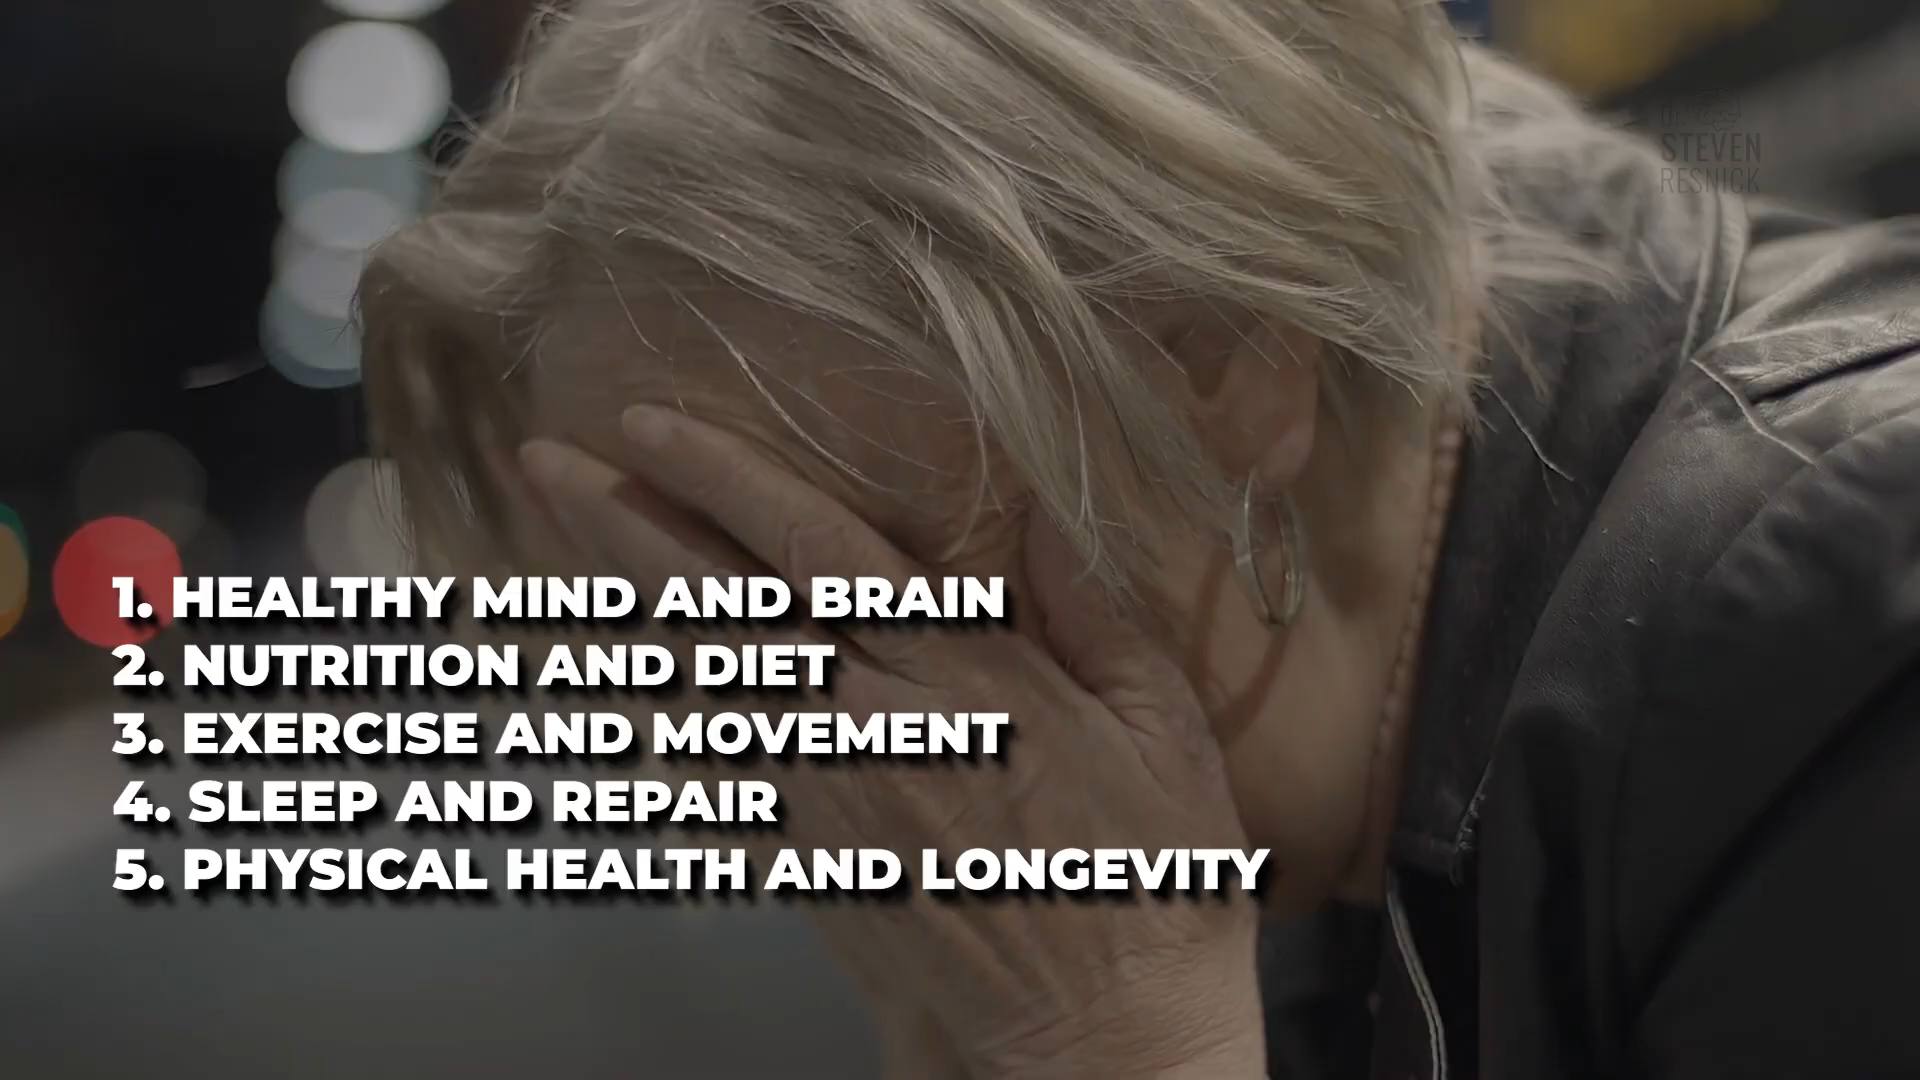 STEVEN
RESNICK
1. HEALTHY MIND AND BRAIN
2. NUTRITION AND DIET
3. EXERCISE AND MOVEMENT
4. SLEEP AND REPAIR
5. PHYSICAL HEALTH AND LONGEVITY